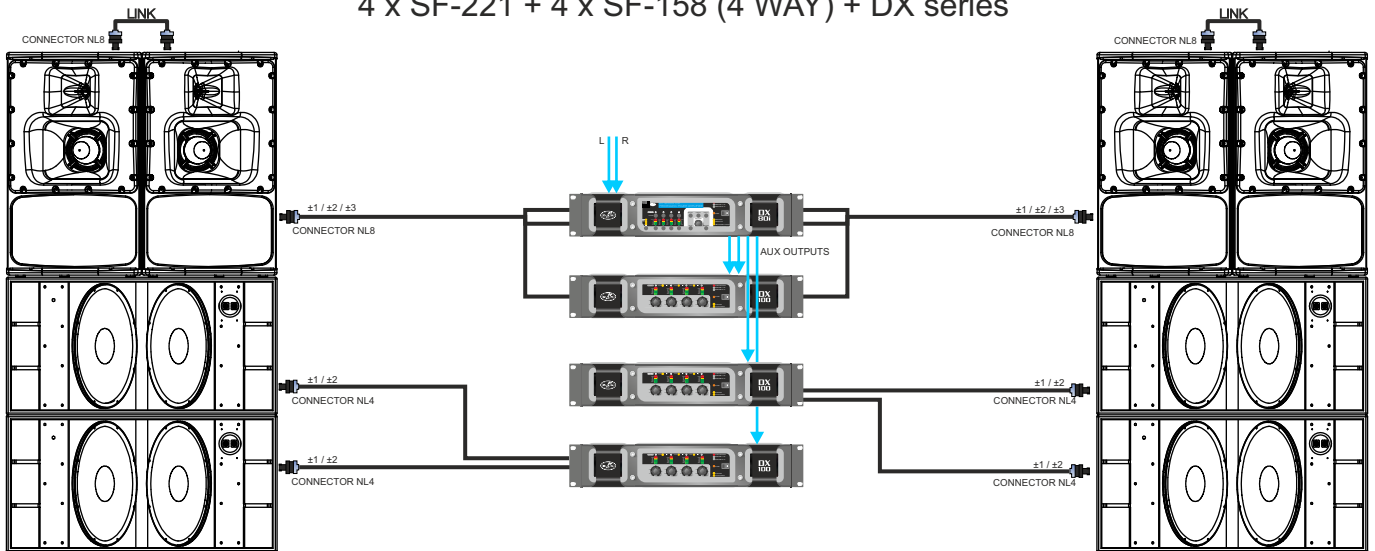 4 x SF-221 + 4 x SF-158 (4 WAY) + DX series
LINK
CONNECTOR NL8
LINK
CONNECTOR NL8
L R
±1 / ±2 / ±3
CONNECTOR NL8
DX
80i
±1 / ±2 / ±3
CONNECTOR NL8
AUX OUTPUTS
DX
100
±1 / ±2
CONNECTOR NL4
DX
100
±1 / ±2
CONNECTOR NL4
±1 / ±2
CONNECTOR NL4
DX
100
±1 / ±2
CONNECTOR NL4